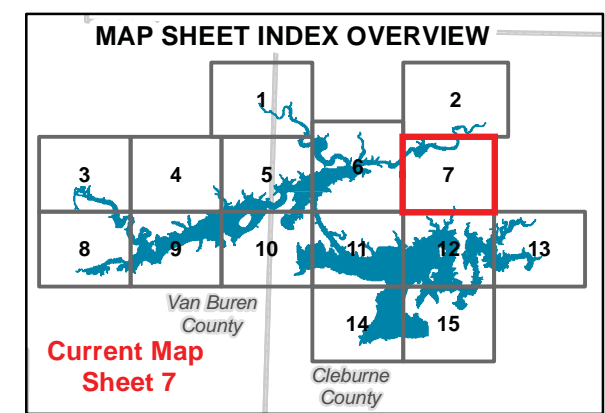 MAP SHEET INDEX OVERVIEW
1
2
3
4
5
6
7
8
9
10
11
12
13
Van Buren
County
14
15
Current Map
Sheet 7
Cleburne
County